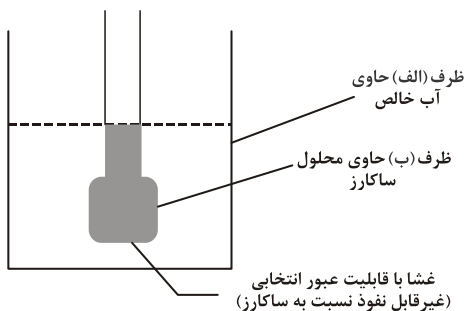 ظرف (الف) حاوی
آب خالص
ظرف (ب) حاوی محلول
ساکارز
غشا با قابلیت عبور انتخابی
(غیرقابل نفوذ نسبت به ساکارز)